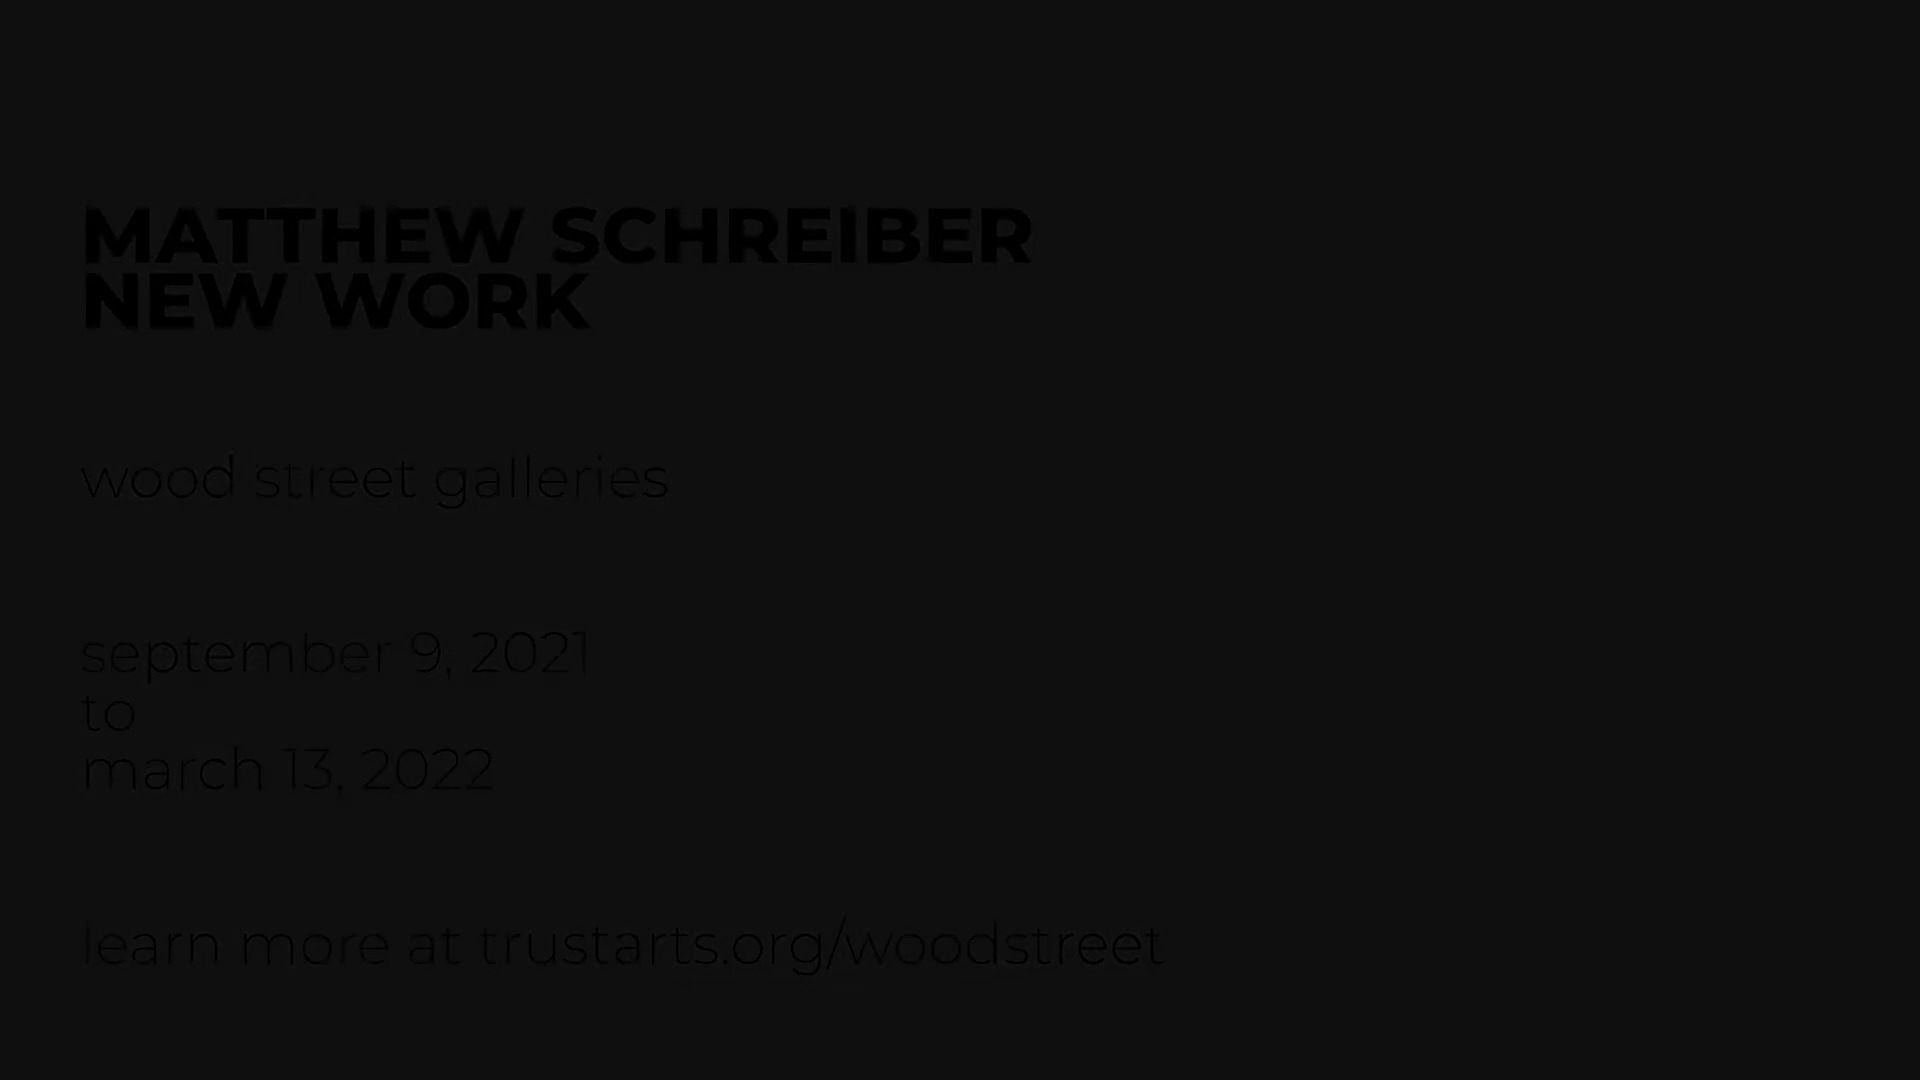 MATTHEW SCHREIBER
NEW WORK
wood street galleries
september 9, 2021
to
march 13, 2022
learn more at trustarts.org/woodstreet